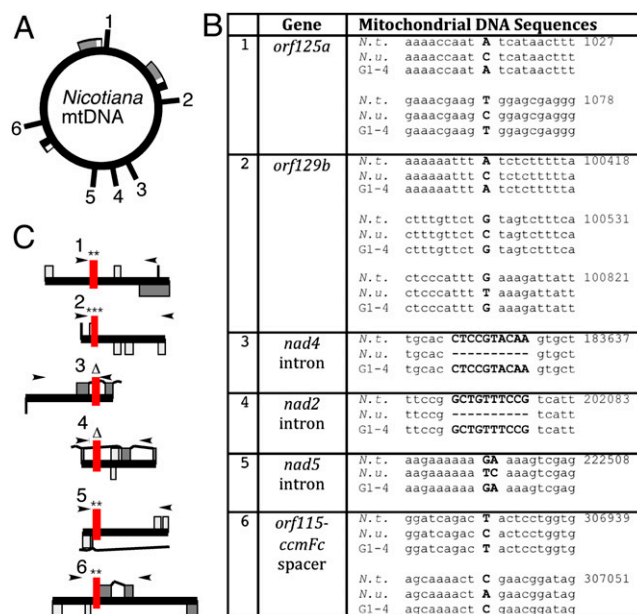 A
1
2
3
4
5
6
Nicotiana
mtDNA
C
1
**
2
***
3
Δ
4
Δ
5
**
6
**
B
Gene Mitochondrial DNA Sequences
1 orf125a
N.t. aaaaccaat A tcataacttt 1027
N.u. aaaaccaat C tcataacttt
G1-4 aaaaccaat A tcataacttt
N.t. gaaacgaag T ggagcgaggg 1078
N.u. gaaacgaag C ggagcgaggg
G1-4 gaaacgaag T ggagcgaggg
2 orf129b
N.t. aaaaaattt A tctcttttta 100418
N.u. aaaaaattt C tctcttttta
G1-4 aaaaaattt A tctcttttta
N.t. ctttgttct G tagtctttca 100531
N.u. ctttgttct C tagtctttca
G1-4 ctttgttct G tagtctttca
N.t. ctcccattt G aaagattatt 100821
N.u. ctcccattt T aaagattatt
G1-4 ctcccattt G aaagattatt
3 nad4 intron
N.t. tgcac CTCCGTACAA gtgct 183637
N.u. tgcac ---------- gtgct
G1-4 tgcac CTCCGTACAA gtgct
4 nad2 intron
N.t. ttccg GCTGTTTCCG tcatt 202083
N.u. ttccg ---------- tcatt
G1-4 ttccg GCTGTTTCCG tcatt
5 nad5 intron
N.t. aagaaaaaa GA aaagtcgag 222508
N.u. aagaaaaaa TC aaagtcgag
G1-4 aagaaaaaa GA aaagtcgag
6 orf115-ccmFc spacer
N.t. ggatcagac T actcctggtg 306939
N.u. ggatcagac C actcctggtg
G1-4 ggatcagac T actcctggtg
N.t. agcaaaact C gaacggatag 307051
N.u. agcaaaact A gaacggatag
G1-4 agcaaaact C gaacggatag